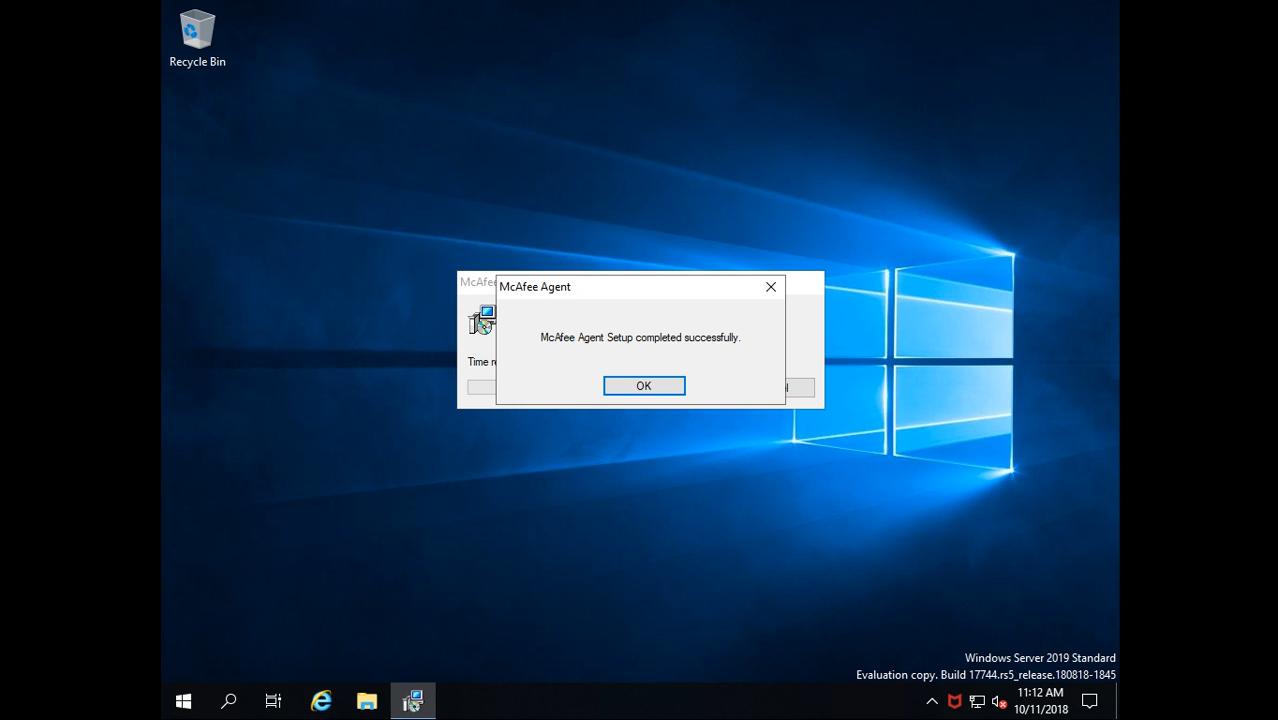 Recycle Bin
McAfee
McAfee Agent
McAfee Agent Setup completed successfully.
Time re
OK
Windows Server 2019 Standard
Evaluation copy. Build 17744.rs5_release.180818-1845
11:12 AM
10/11/2018